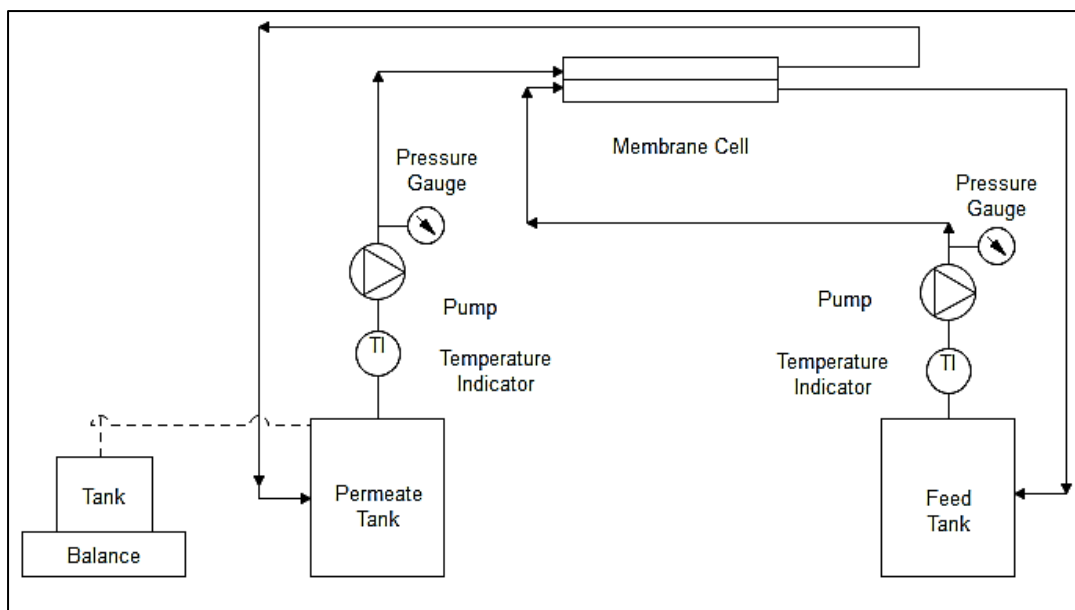 Membrane Cell
Pressure
Gauge
Pressure
Gauge
Pump
Pump
TI
Temperature
Indicator
TI
Temperature
Indicator
Tank
Balance
Permeate
Tank
Feed
Tank